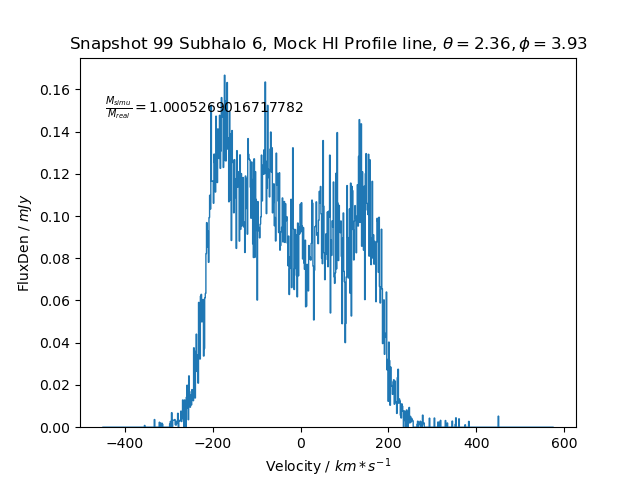 Snapshot 99 Subhalo 6, Mock HI Profile line, θ = 2.36, ϕ = 3.93
M_simu/M_real = 1.0005269016717782
FluxDen / mJy
0.16
0.14
0.12
0.10
0.08
0.06
0.04
0.02
0.00
−400 −200 0 200 400 600
Velocity / km * s⁻¹